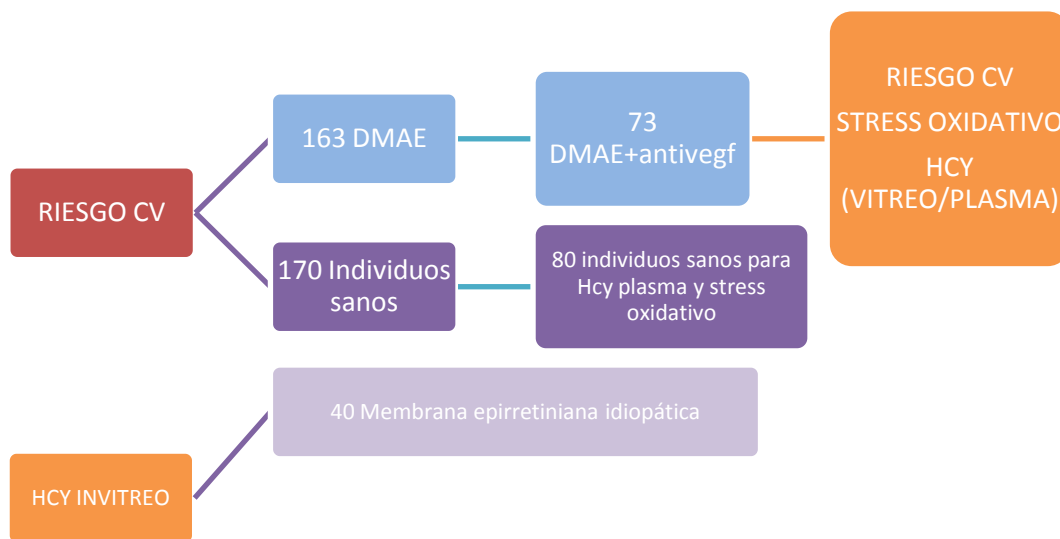 RIESGO CV
163 DMAE
73
DMAE+antivegf
RIESGO CV
STRESS OXIDATIVO
HCY
(VITREO/PLASMA)
170 Individuos
sanos
80 individuos sanos para
Hcy plasma y stress
oxidativo
40 Membrana epirretiniana idiopática
HCY INVITREO